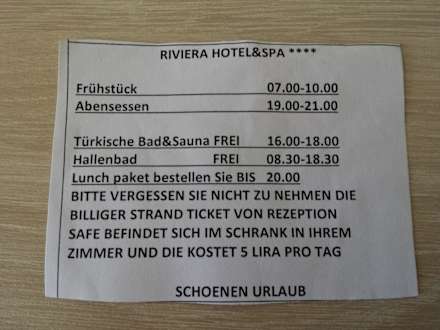 RIVIERA HOTEL&SPA ****
Frühstück 07.00-10.00
Abensessen 19.00-21.00
Türkische Bad&Sauna FREI 16.00-18.00
Hallenbad FREI 08.30-18.30
Lunch paket bestellen Sie BIS 20.00
BITTE VERGESSEN SIE NICHT ZU NEHMEN DIE
BILLIGER STRAND TICKET VON REZEPTION
SAFE BEFINDET SICH IM SCHRANK IN IHREM
ZIMMER UND DIE KOSTET 5 LIRA PRO TAG
SCHOENEN URLAUB